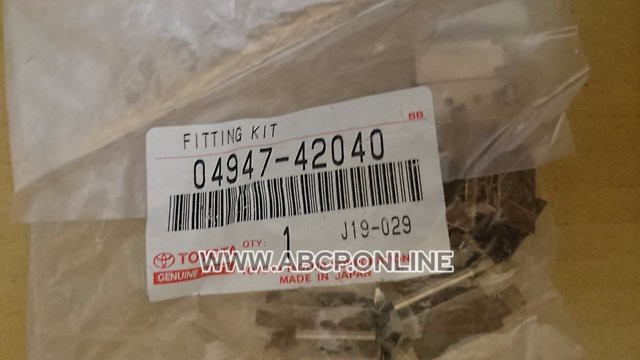 BB
FITTING KIT
04947-42040
QTY: 1 J19-029
TOYOTA
WWW.ABCPONLINE
GENUINE
MADE IN JAPAN